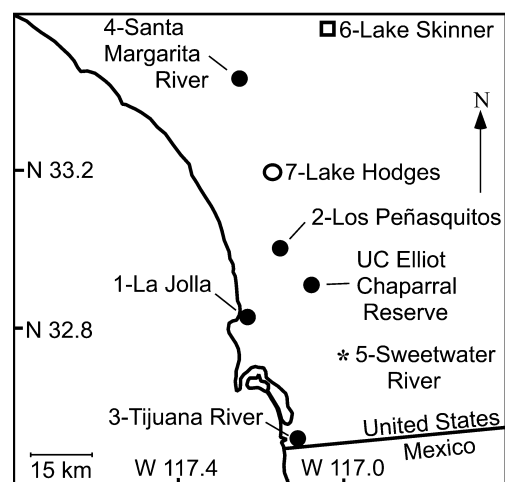 4-Santa
Margarita
River
6-Lake Skinner
N
N 33.2
7-Lake Hodges
2-Los Peñasquitos
UC Elliot
Chaparral
Reserve
1-La Jolla
N 32.8
* 5-Sweetwater
River
3-Tijuana River
United States
Mexico
15 km
W 117.4
W 117.0